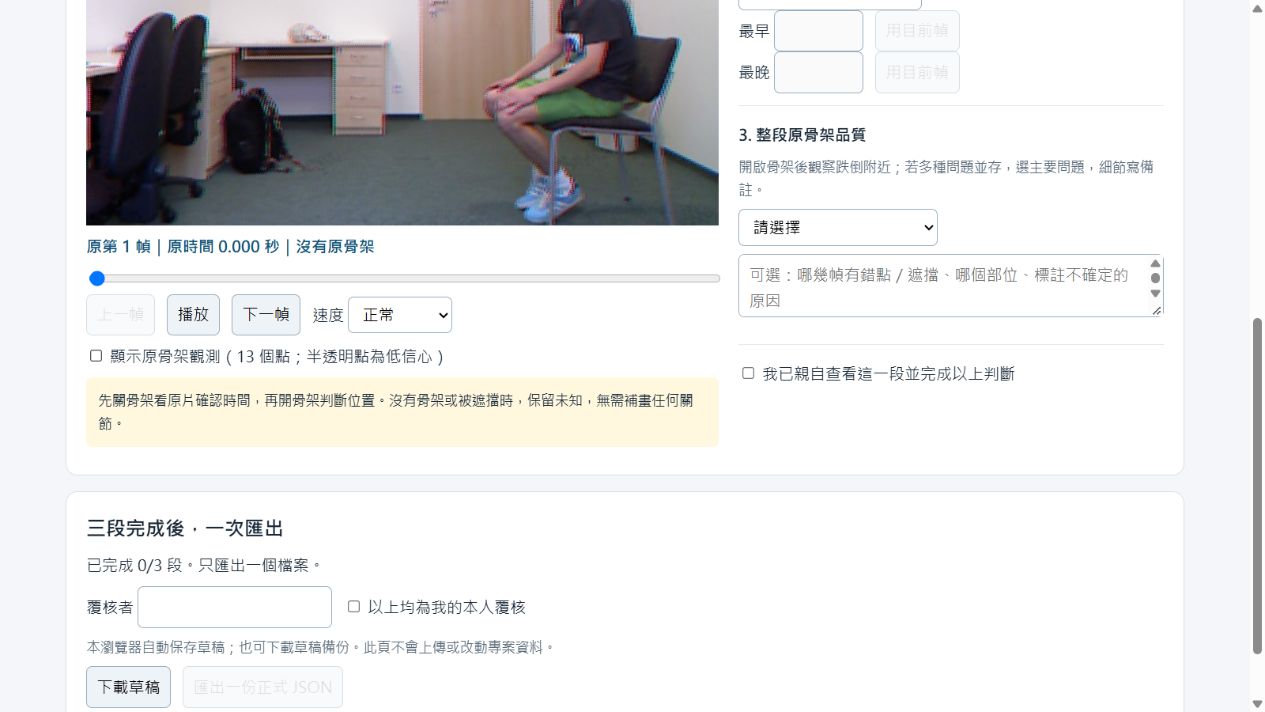 最早 用目前幀
最晚 用目前幀
3. 整段原骨架品質
開啟骨架後觀察跌倒附近；若多種問題並存，選主要問題，細節寫備
註。
請選擇
可選：哪幾幀有錯點 / 遮擋、哪個部位、標註不確定的
原因
我已親自查看這一段並完成以上判斷
原第 1 幀｜原時間 0.000 秒｜沒有原骨架
上一幀 播放 下一幀 速度 正常
顯示原骨架觀測（13 個點；半透明點為低信心）
先關骨架看原片確認時間，再開骨架判斷位置。沒有骨架或被遮擋時，保留未知，無需補畫任何關
節。
三段完成後，一次匯出
已完成 0/3 段。只匯出一個檔案。
覆核者 以上均為我的本人覆核
本瀏覽器自動保存草稿；也可下載草稿備份。此頁不會上傳或改動專案資料。
下載草稿 匯出一份正式 JSON